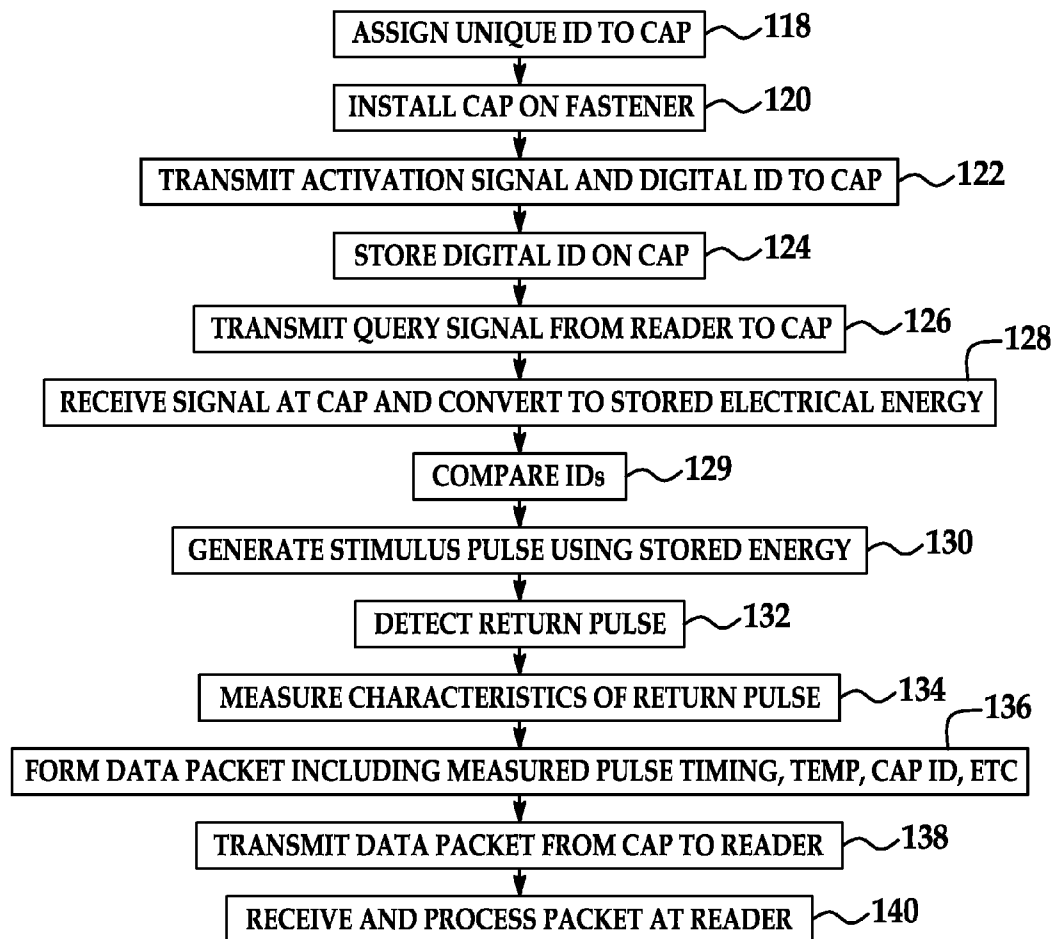 ASSIGN UNIQUE ID TO CAP 118
INSTALL CAP ON FASTENER 120
TRANSMIT ACTIVATION SIGNAL AND DIGITAL ID TO CAP 122
STORE DIGITAL ID ON CAP 124
TRANSMIT QUERY SIGNAL FROM READER TO CAP 126
128
RECEIVE SIGNAL AT CAP AND CONVERT TO STORED ELECTRICAL ENERGY
COMPARE IDs 129
GENERATE STIMULUS PULSE USING STORED ENERGY 130
DETECT RETURN PULSE 132
MEASURE CHARACTERISTICS OF RETURN PULSE 134
136
FORM DATA PACKET INCLUDING MEASURED PULSE TIMING, TEMP, CAP ID, ETC
TRANSMIT DATA PACKET FROM CAP TO READER 138
RECEIVE AND PROCESS PACKET AT READER 140